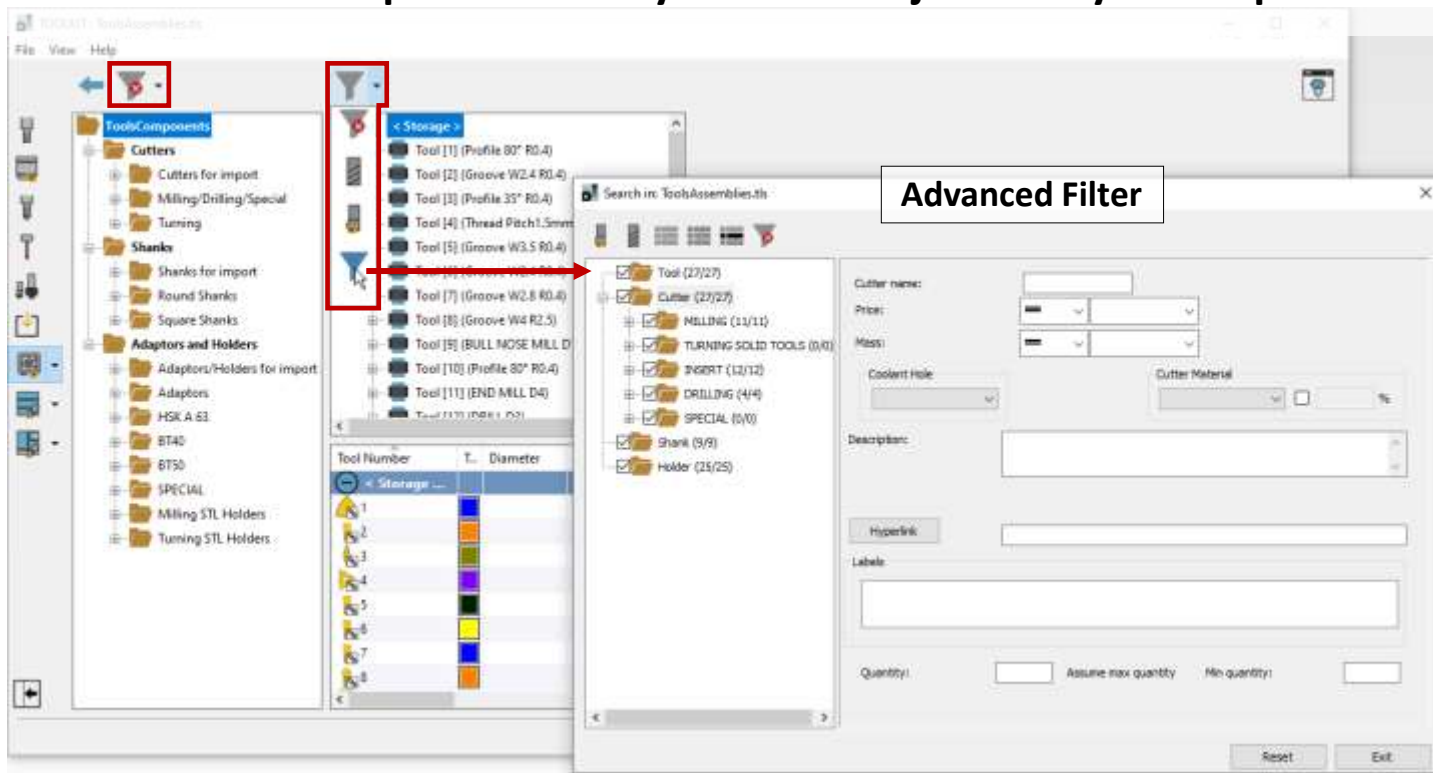 TOOLKIT : ToolsAssemblies.tls
File View Help
ToolsComponents
Cutters
Cutters for import
Milling/Drilling/Special
Turning
Shanks
Shanks for import
Round Shanks
Square Shanks
Adaptors and Holders
Adaptors/Holders for import
Adaptors
HSK A 63
BT40
BT50
SPECIAL
Milling STL Holders
Turning STL Holders
< Storage >
Tool [1] (Profile 80° R0.4)
Tool [2] (Groove W2.4 R0.4)
Tool [3] (Profile 35° R0.4)
Tool [4] (Thread Pitch1.5mm
Tool [5] (Groove W3.5 R0.4)
Tool [7] (Groove W2.8 R0.4)
Tool [8] (Groove W4 R2.5)
Tool [9] (BULL NOSE MILL D
Tool [10] (Profile 80° R0.4)
Tool [11] (END MILL D4)
Tool Number T... Diameter
< Storage ...
1
2
3
4
5
6
7
8
Advanced Filter
Search in: ToolsAssemblies.tls
Tool (27/27)
Cutter (27/27)
MILLING (11/11)
TURNING SOLID TOOLS (0/0)
INSERT (12/12)
DRILLING (4/4)
SPECIAL (0/0)
Shank (9/9)
Holder (25/25)
Cutter name:
Price:
Mass:
Coolant Hole
Cutter Material
%
Description:
Hyperlink
Labels
Quantity: Assume max quantity Min quantity:
Reset Exit